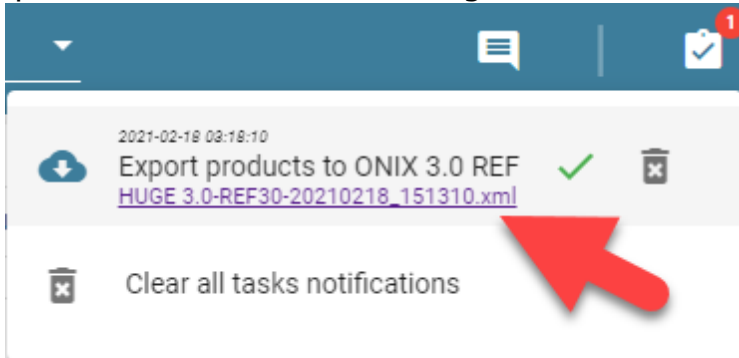 1
2021-02-18 03:18:10
Export products to ONIX 3.0 REF
HUGE 3.0-REF30-20210218_151310.xml
Clear all tasks notifications